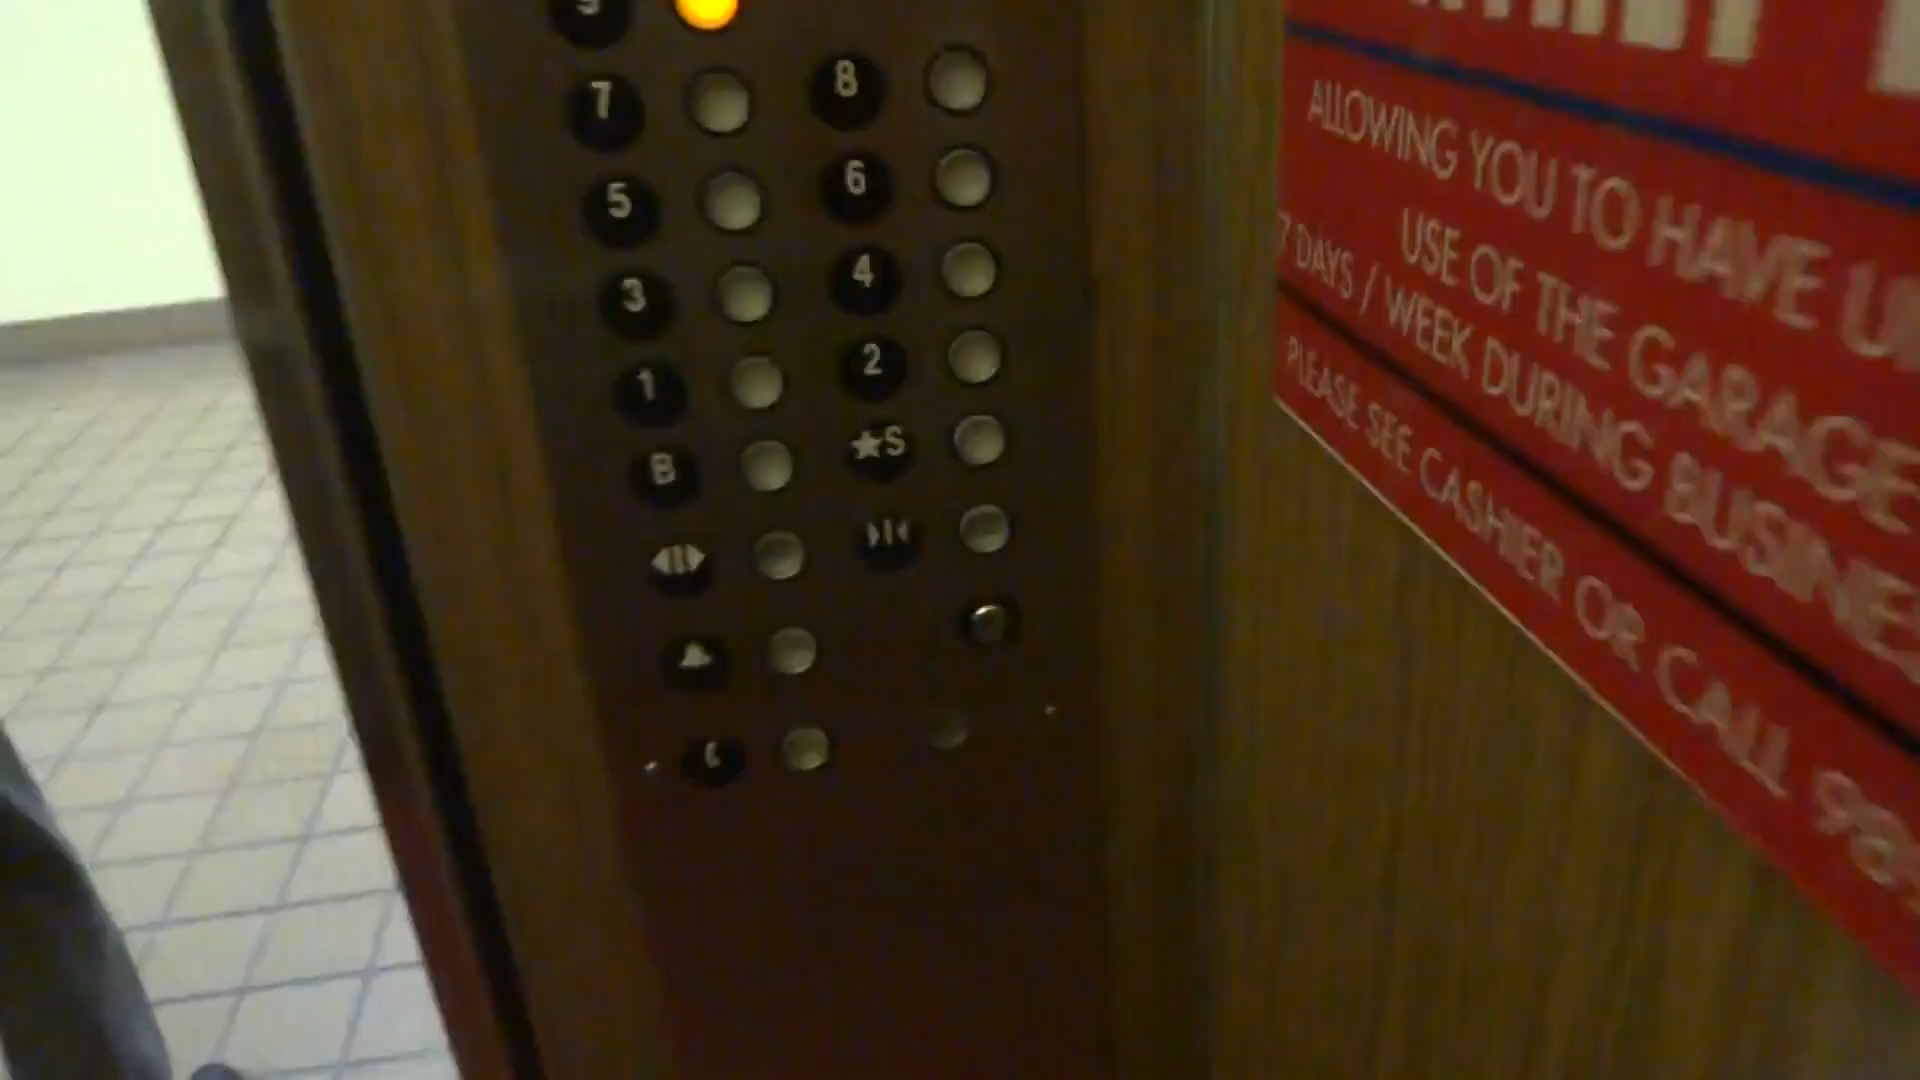 9
7 8
5 6
3 4
1 2
B ★S
ALLOWING YOU TO HAVE
USE OF THE GARAGE
7 DAYS / WEEK DURING
PLEASE SEE CASHIER OR CALL